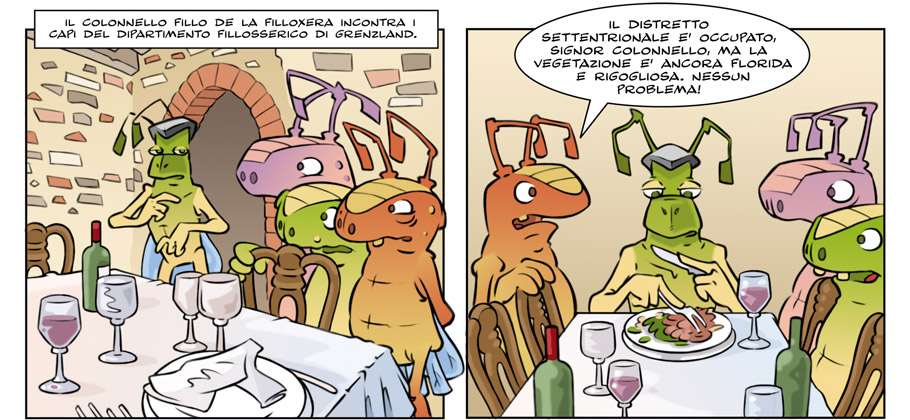 IL COLONNELLO FILLO DE LA FILLOXERA INCONTRA I
CAPI DEL DIPARTIMENTO FILLOSSERICO DI GRENZLAND.
IL DISTRETTO
SETTENTRIONALE E' OCCUPATO,
SIGNOR COLONNELLO, MA LA
VEGETAZIONE E' ANCORA FLORIDA
E RIGOGLIOSA. NESSUN
PROBLEMA!